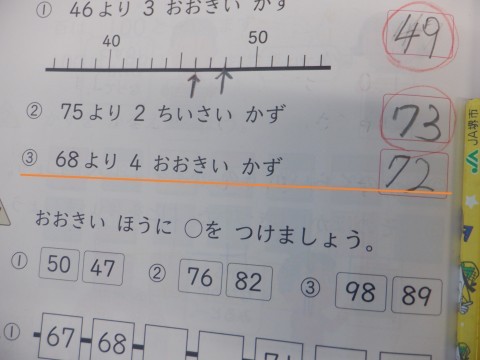 ① 46より 3 おおきい かず 49
40 50
② 75より 2 ちいさい かず 73
③ 68より 4 おおきい かず 72
おおきい ほうに ○を つけましょう。
① 50 47 ② 76 82 ③ 98 89
① 67 68
JA堺市